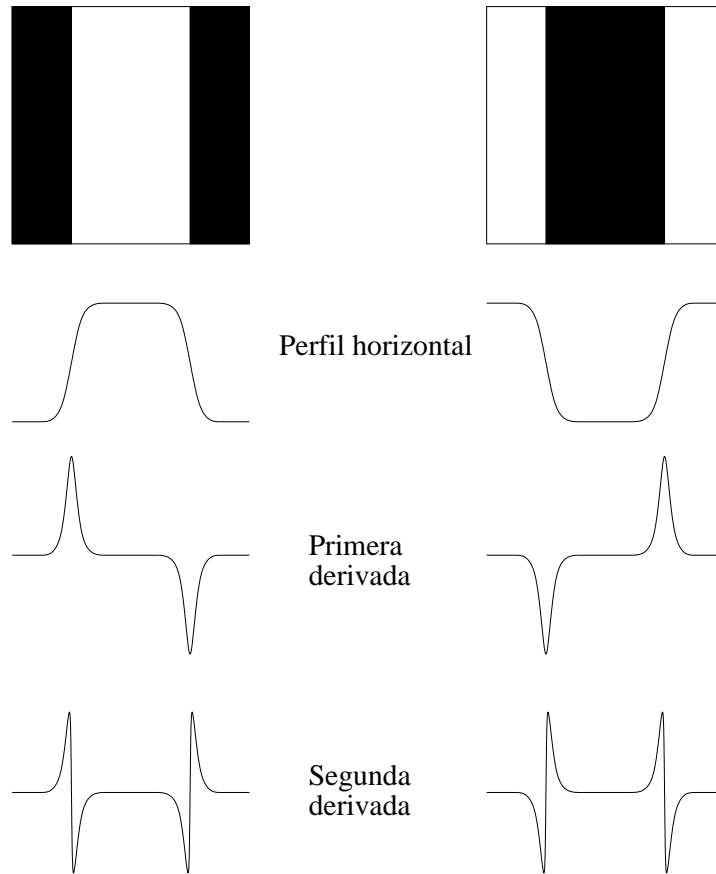 Perfil horizontal
Primera
derivada
Segunda
derivada